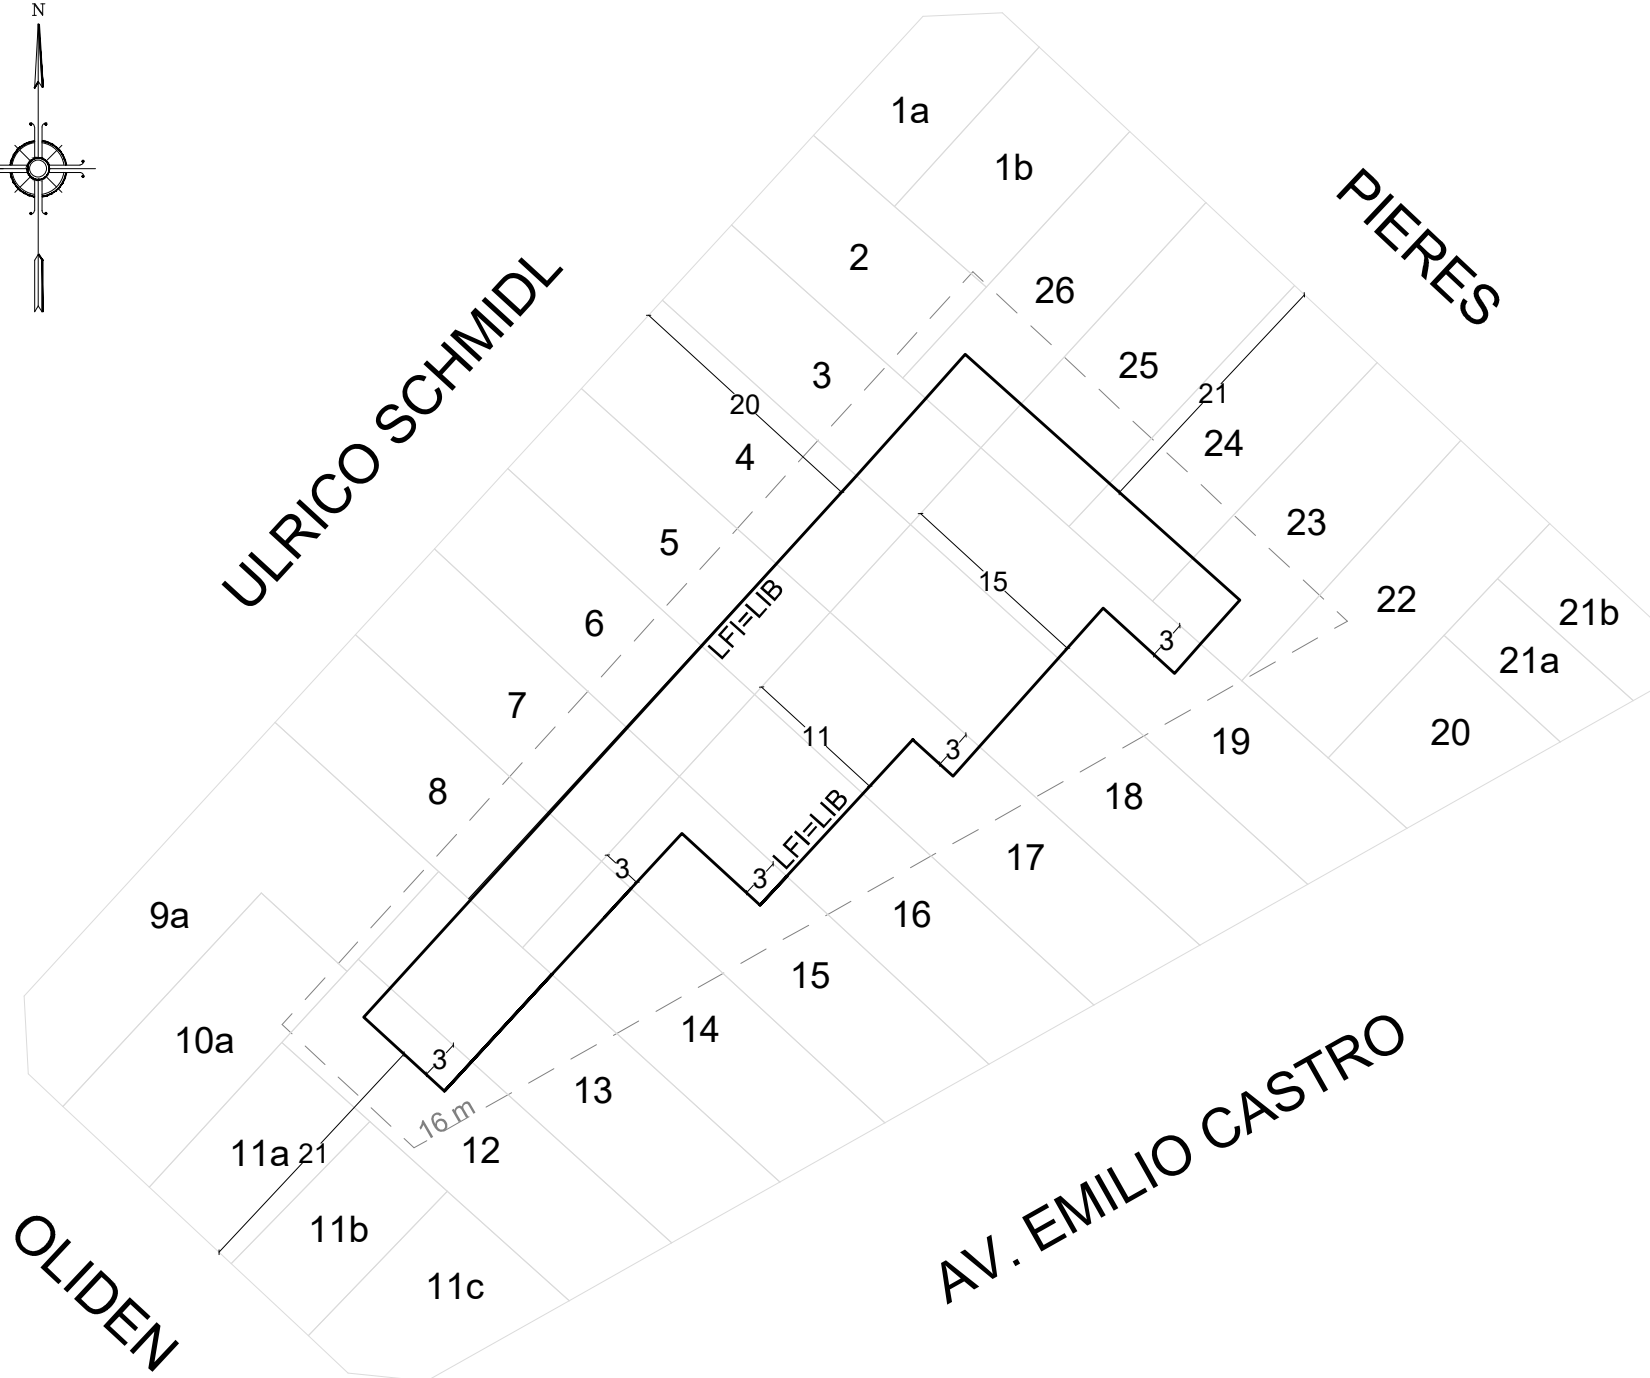 N
1a
1b
PIERES
2
26
ULRICO SCHMIDL
3
25
20
21
4
24
5
23
15
LFI=LIB
6
22
21b
3
21a
7
11
3
19
20
8
18
LFI=LIB
17
3
3
9a
16
15
10a
14
3
13
16 m
11a
21
12
AV. EMILIO CASTRO
11b
11c
OLIDEN